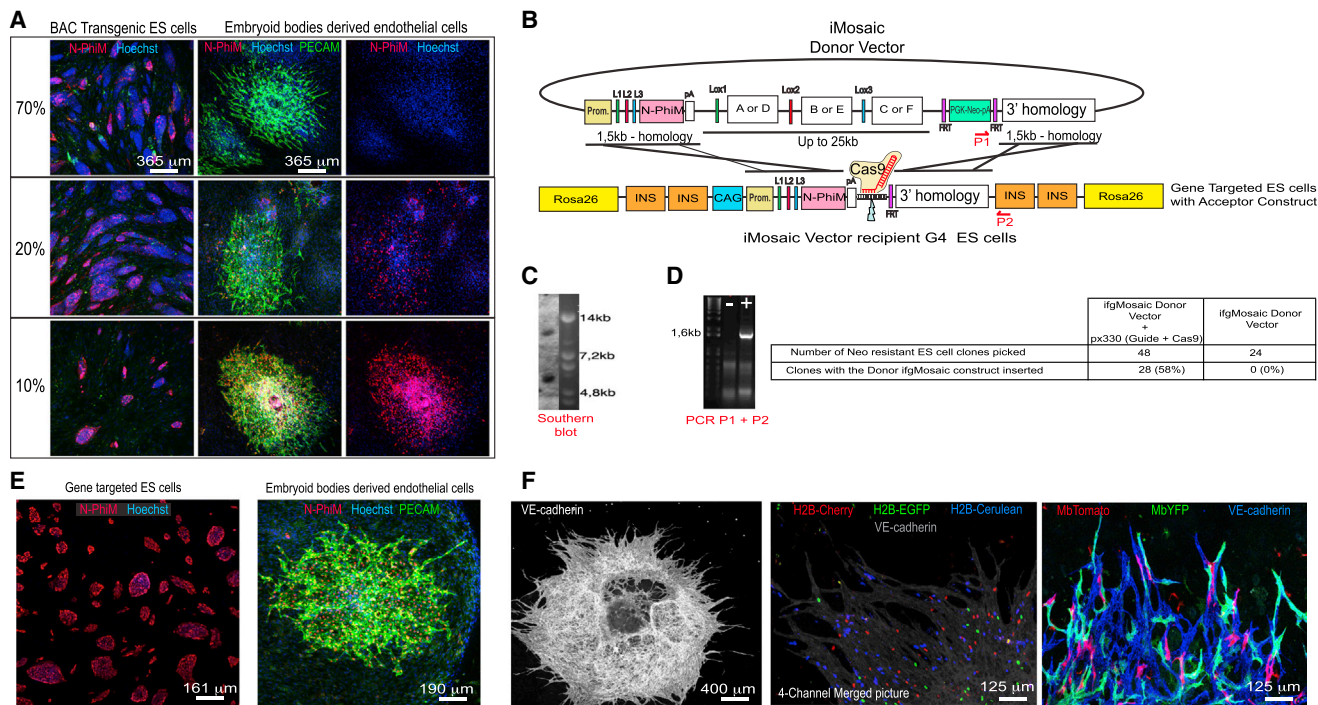 A
BAC Transgenic ES cells
Embryoid bodies derived endothelial cells
N-PhiM Hoechst
N-PhiM Hoechst PECAM
N-PhiM Hoechst
70%
365 μm
365 μm
20%
10%
B
iMosaic
Donor Vector
Prom.
L1 L2 L3
N-PhiM
pA
Lox1
A or D
Lox2
B or E
Lox3
C or F
FRT
PGK-Neo-pA
FRT
3' homology
1,5kb - homology
Up to 25kb
P1
1,5kb - homology
Cas9
Rosa26
INS
INS
CAG
Prom.
L1 L2 L3
N-PhiM
pA
FRT
3' homology
INS
INS
Rosa26
P2
Gene Targeted ES cells
with Acceptor Construct
iMosaic Vector recipient G4 ES cells
C
14kb
7,2kb
4,8kb
Southern
blot
D
- +
1,6kb
PCR P1 + P2
ifgMosaic Donor
Vector
+
px330 (Guide + Cas9)
ifgMosaic Donor
Vector
Number of Neo resistant ES cell clones picked 48 24
Clones with the Donor ifgMosaic construct inserted 28 (58%) 0 (0%)
E
Gene targeted ES cells
Embryoid bodies derived endothelial cells
N-PhiM Hoechst
N-PhiM Hoechst PECAM
161 μm
190 μm
F
VE-cadherin
400 μm
H2B-Cherry H2B-EGFP H2B-Cerulean
VE-cadherin
4-Channel Merged picture
125 μm
MbTomato MbYFP VE-cadherin
125 μm